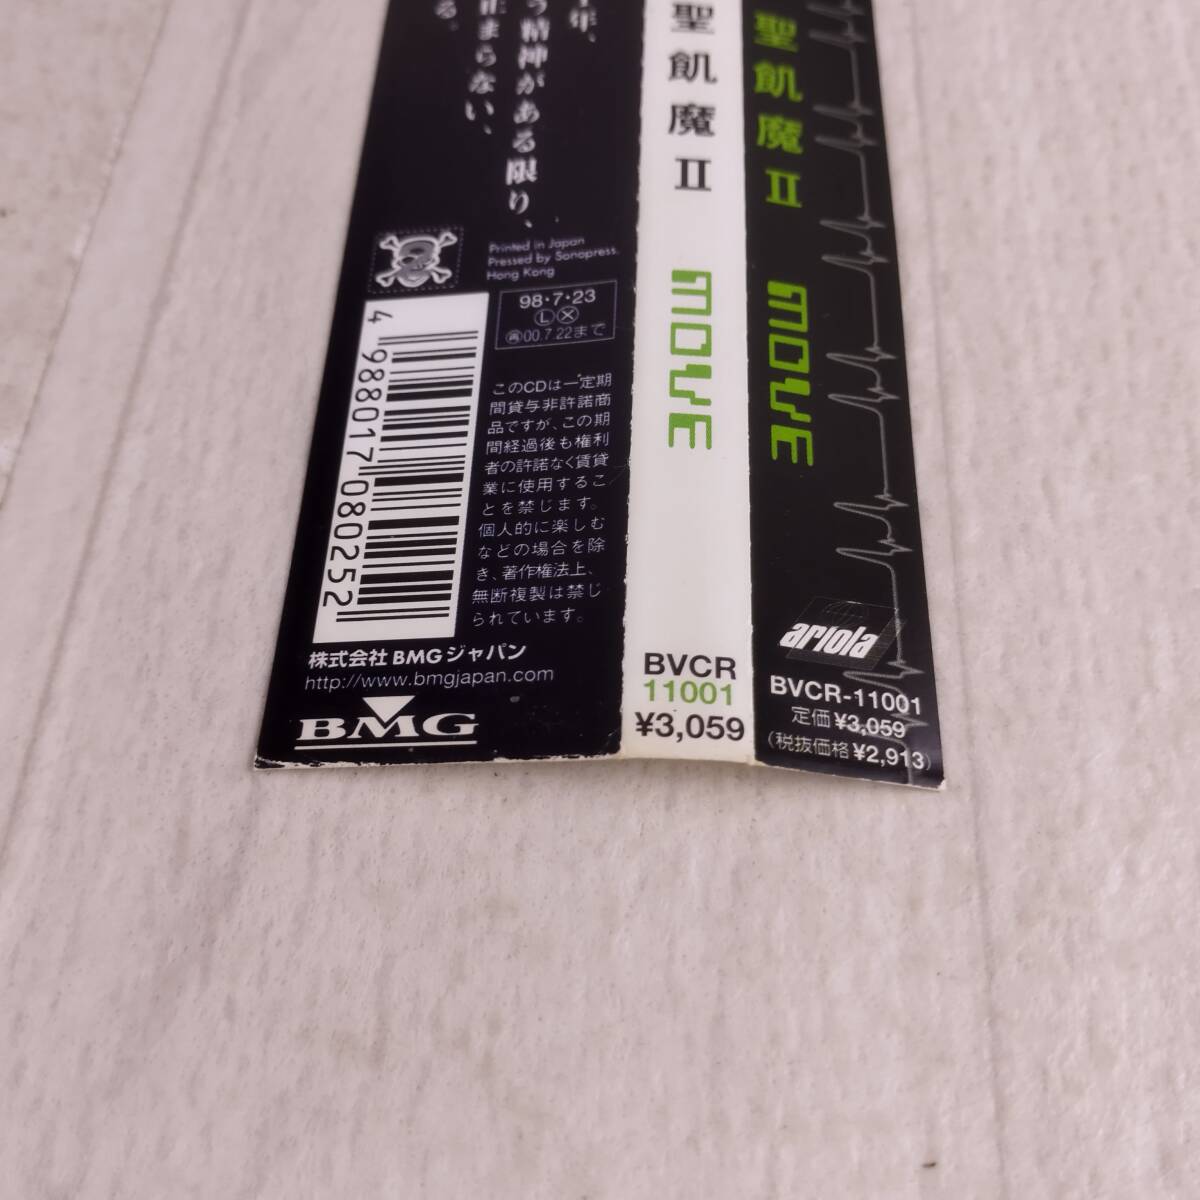 年、
精神がある限り、
止まらない、
る。
Printed in Japan
Pressed by Sonopress.
Hong Kong
98・7・23
Ⓛ Ⓧ
㊢00.7.22まで
4 988017 080252
このCDは一定期
間貸与非許諾商
品ですが、この期
間経過後も権利
者の許諾なく賃貸
業に使用するこ
とを禁じます。
個人的に楽しむ
などの場合を除
き、著作権法上、
無断複製は禁じ
られています。
株式会社 BMG ジャパン
http://www.bmgjapan.com
BMG
聖飢魔II
MOVE
BVCR
11001
¥3,059
聖飢魔II
MOVE
ariola
BVCR-11001
定価 ¥3,059
(税抜価格 ¥2,913)